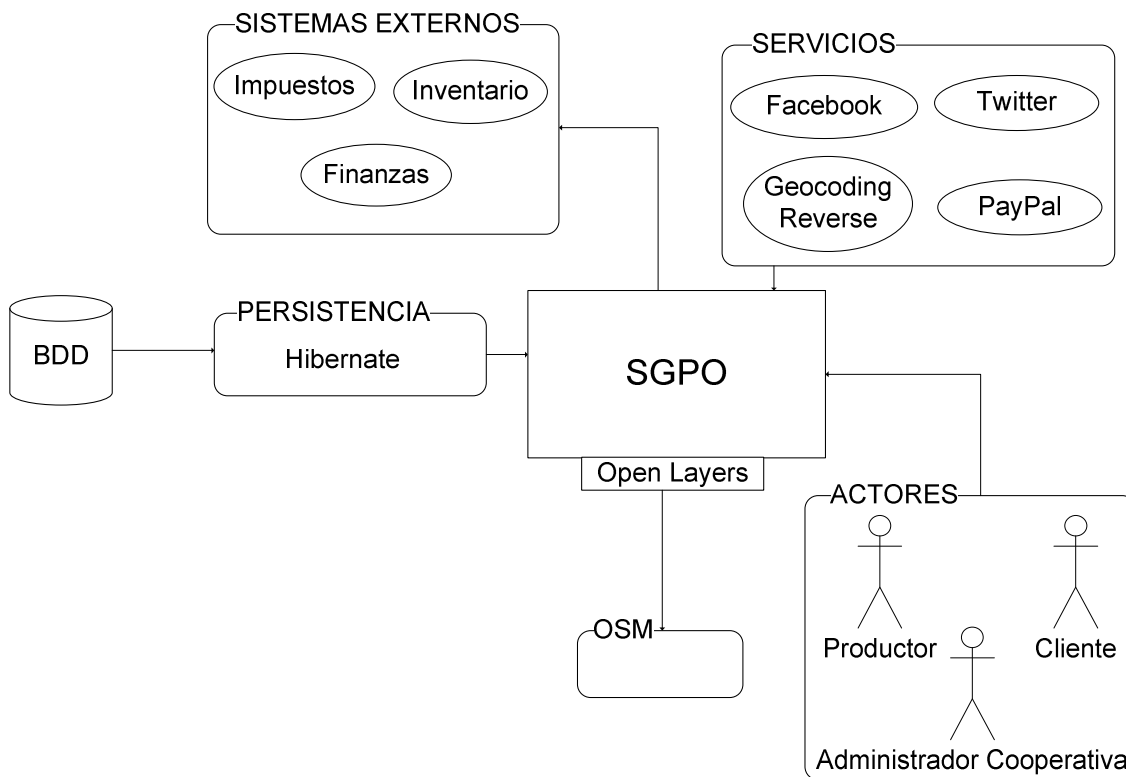 SISTEMAS EXTERNOS
Impuestos
Inventario
Finanzas
SERVICIOS
Facebook
Twitter
Geocoding
Reverse
PayPal
BDD
PERSISTENCIA
Hibernate
SGPO
Open Layers
OSM
ACTORES
Productor
Cliente
Administrador Cooperativa